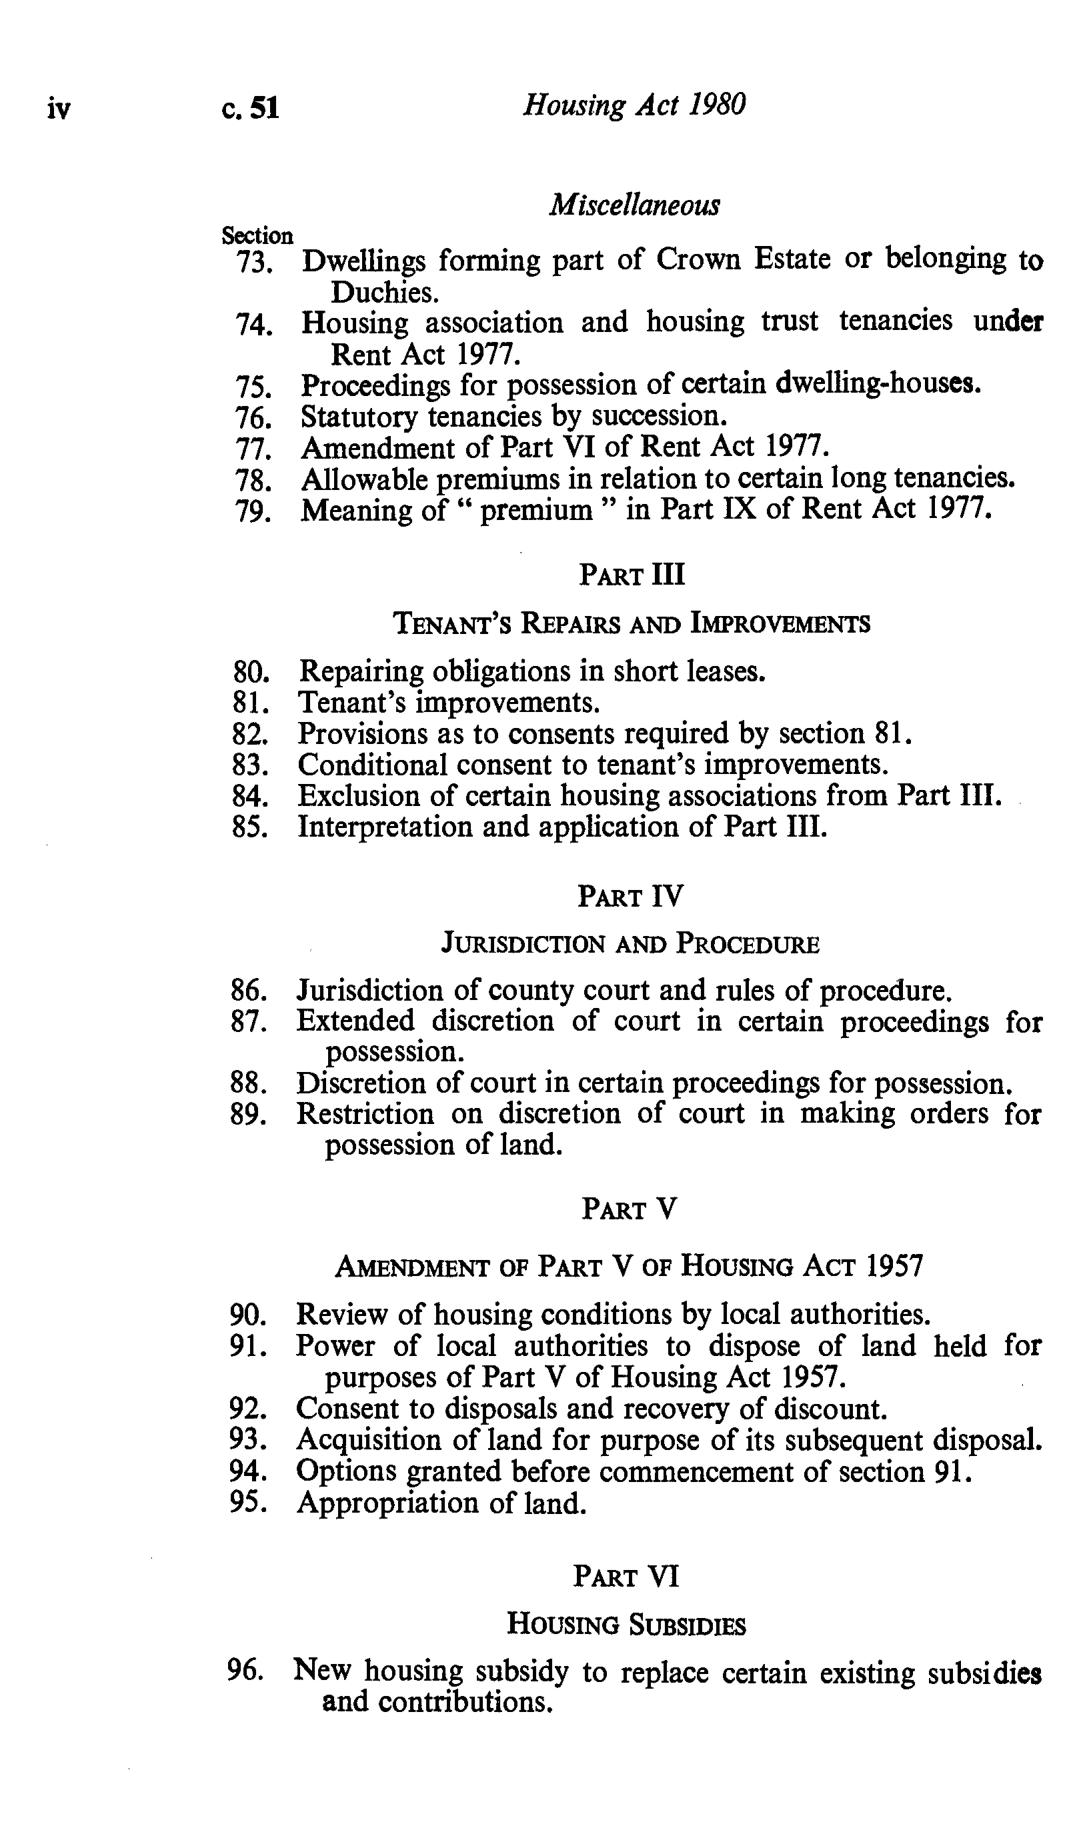 iv c. 51 Housing Act 1980
Miscellaneous
Section
73. Dwellings forming part of Crown Estate or belonging to
Duchies.
74. Housing association and housing trust tenancies under
Rent Act 1977.
75. Proceedings for possession of certain dwelling-houses.
76. Statutory tenancies by succession.
77. Amendment of Part VI of Rent Act 1977.
78. Allowable premiums in relation to certain long tenancies.
79. Meaning of “ premium ” in Part IX of Rent Act 1977.
PART III
TENANT'S REPAIRS AND IMPROVEMENTS
80. Repairing obligations in short leases.
81. Tenant's improvements.
82. Provisions as to consents required by section 81.
83. Conditional consent to tenant's improvements.
84. Exclusion of certain housing associations from Part III.
85. Interpretation and application of Part III.
PART IV
JURISDICTION AND PROCEDURE
86. Jurisdiction of county court and rules of procedure.
87. Extended discretion of court in certain proceedings for
possession.
88. Discretion of court in certain proceedings for possession.
89. Restriction on discretion of court in making orders for
possession of land.
PART V
AMENDMENT OF PART V OF HOUSING ACT 1957
90. Review of housing conditions by local authorities.
91. Power of local authorities to dispose of land held for
purposes of Part V of Housing Act 1957.
92. Consent to disposals and recovery of discount.
93. Acquisition of land for purpose of its subsequent disposal.
94. Options granted before commencement of section 91.
95. Appropriation of land.
PART VI
HOUSING SUBSIDIES
96. New housing subsidy to replace certain existing subsidies
and contributions.